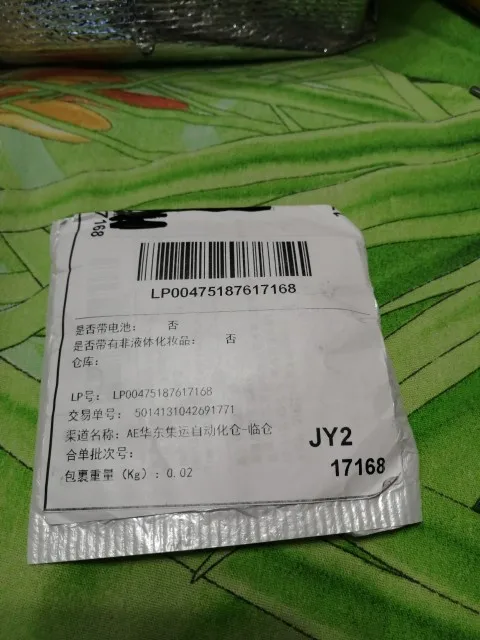 7168
LP00475187617168
是否带电池： 否
是否带有非液体化妆品： 否
仓库：
LP号： LP00475187617168
交易单号： 5014131042691771
渠道名称： AE华东集运自动化仓-临仓
合单批次号：
包裹重量（Kg）：0.02
JY2
17168